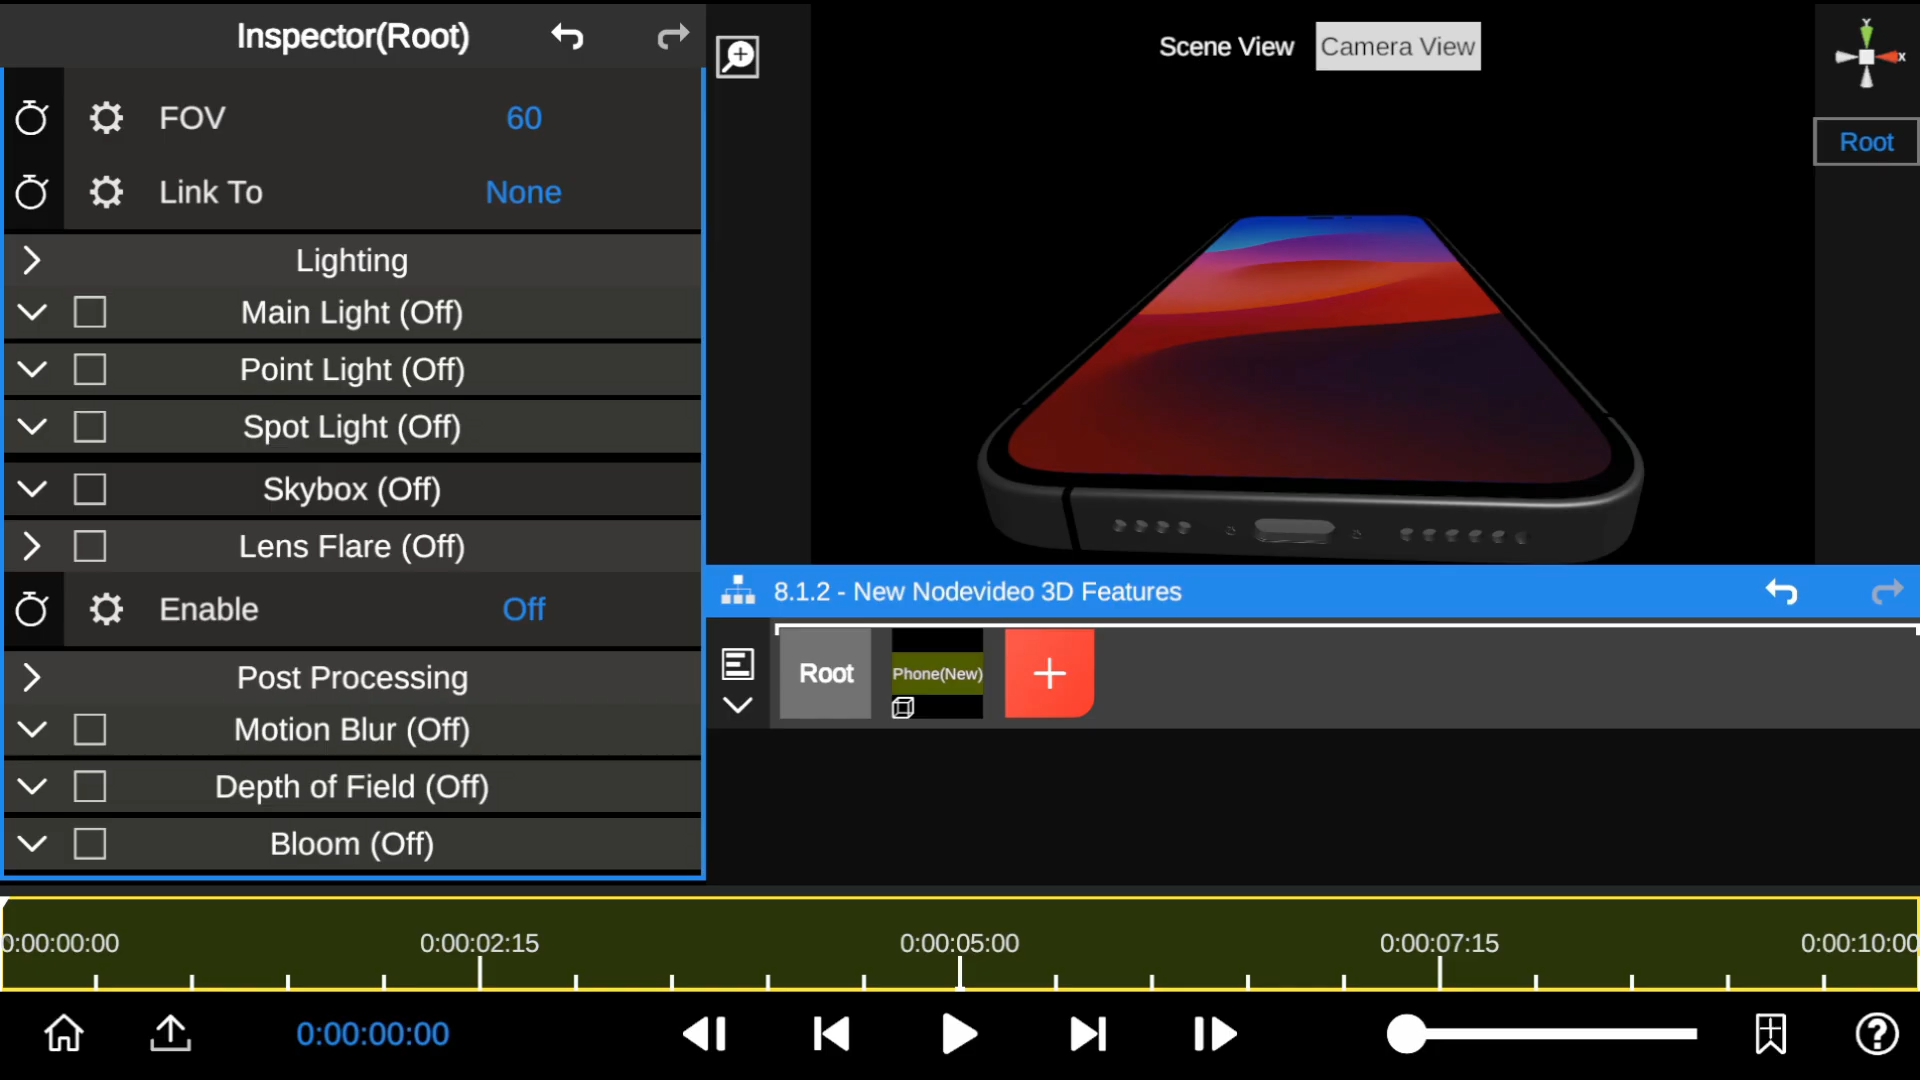 Inspector(Root)
FOV
60
Link To
None
Lighting
Main Light (Off)
Point Light (Off)
Spot Light (Off)
Skybox (Off)
Lens Flare (Off)
Enable
Off
Post Processing
Motion Blur (Off)
Depth of Field (Off)
Bloom (Off)
Scene View
Camera View
Y
X
Root
8.1.2 - New Nodevideo 3D Features
Root
Phone(New)
0:00:00:00
0:00:02:15
0:00:05:00
0:00:07:15
0:00:10:00
0:00:00:00